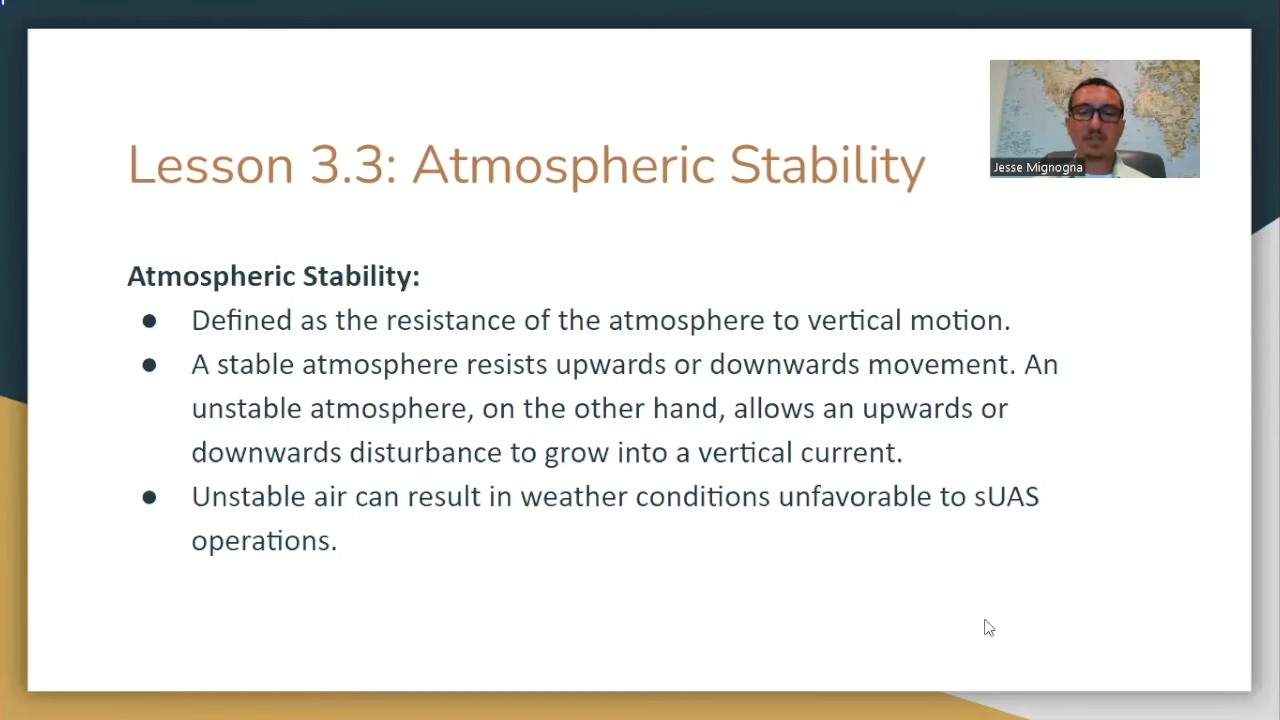 Jesse Mignogna
Lesson 3.3: Atmospheric Stability
Atmospheric Stability:
● Defined as the resistance of the atmosphere to vertical motion.
● A stable atmosphere resists upwards or downwards movement. An
unstable atmosphere, on the other hand, allows an upwards or
downwards disturbance to grow into a vertical current.
● Unstable air can result in weather conditions unfavorable to sUAS
operations.